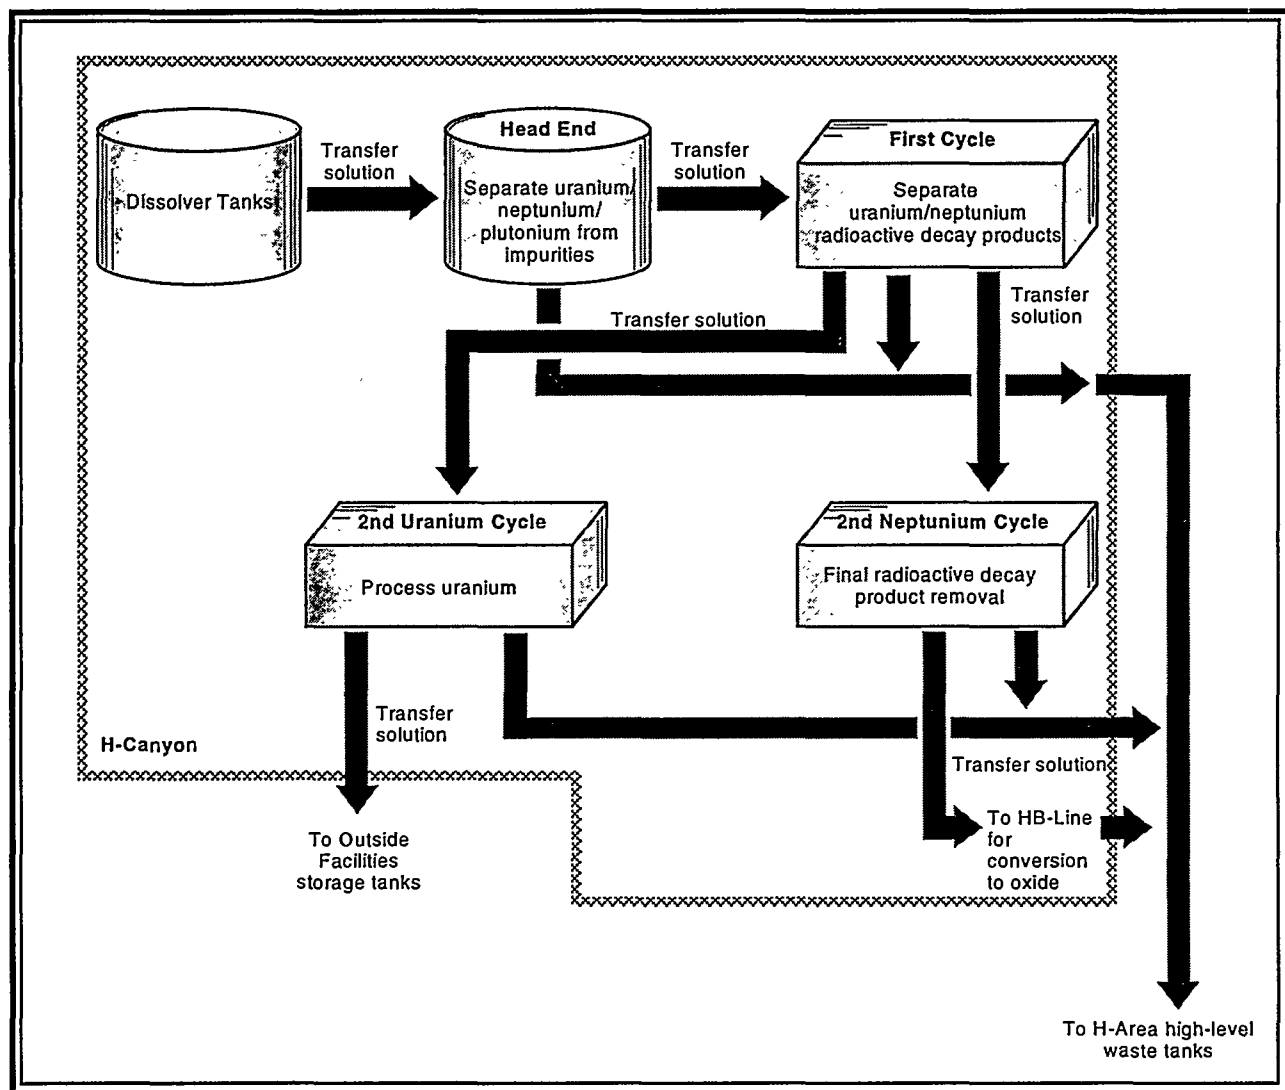 Dissolver Tanks
Transfer
solution
Head End
Separate uranium/
neptunium/
plutonium from
impurities
Transfer
solution
First Cycle
Separate
uranium/neptunium
radioactive decay products
Transfer solution
Transfer
solution
2nd Uranium Cycle
Process uranium
2nd Neptunium Cycle
Final radioactive decay
product removal
Transfer
solution
H-Canyon
Transfer solution
To Outside
Facilities
storage tanks
To HB-Line
for
conversion
to oxide
To H-Area high-level
waste tanks